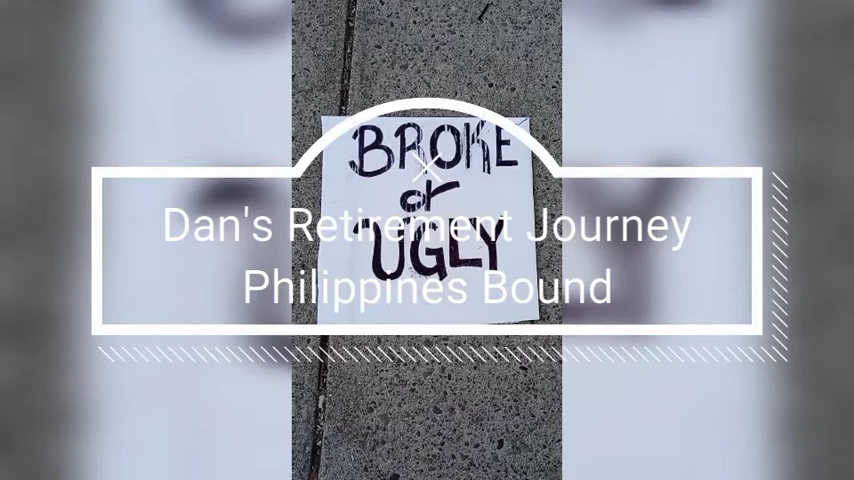 BROKE
or
UGLY
Dan's Retirement Journey
Philippines Bound